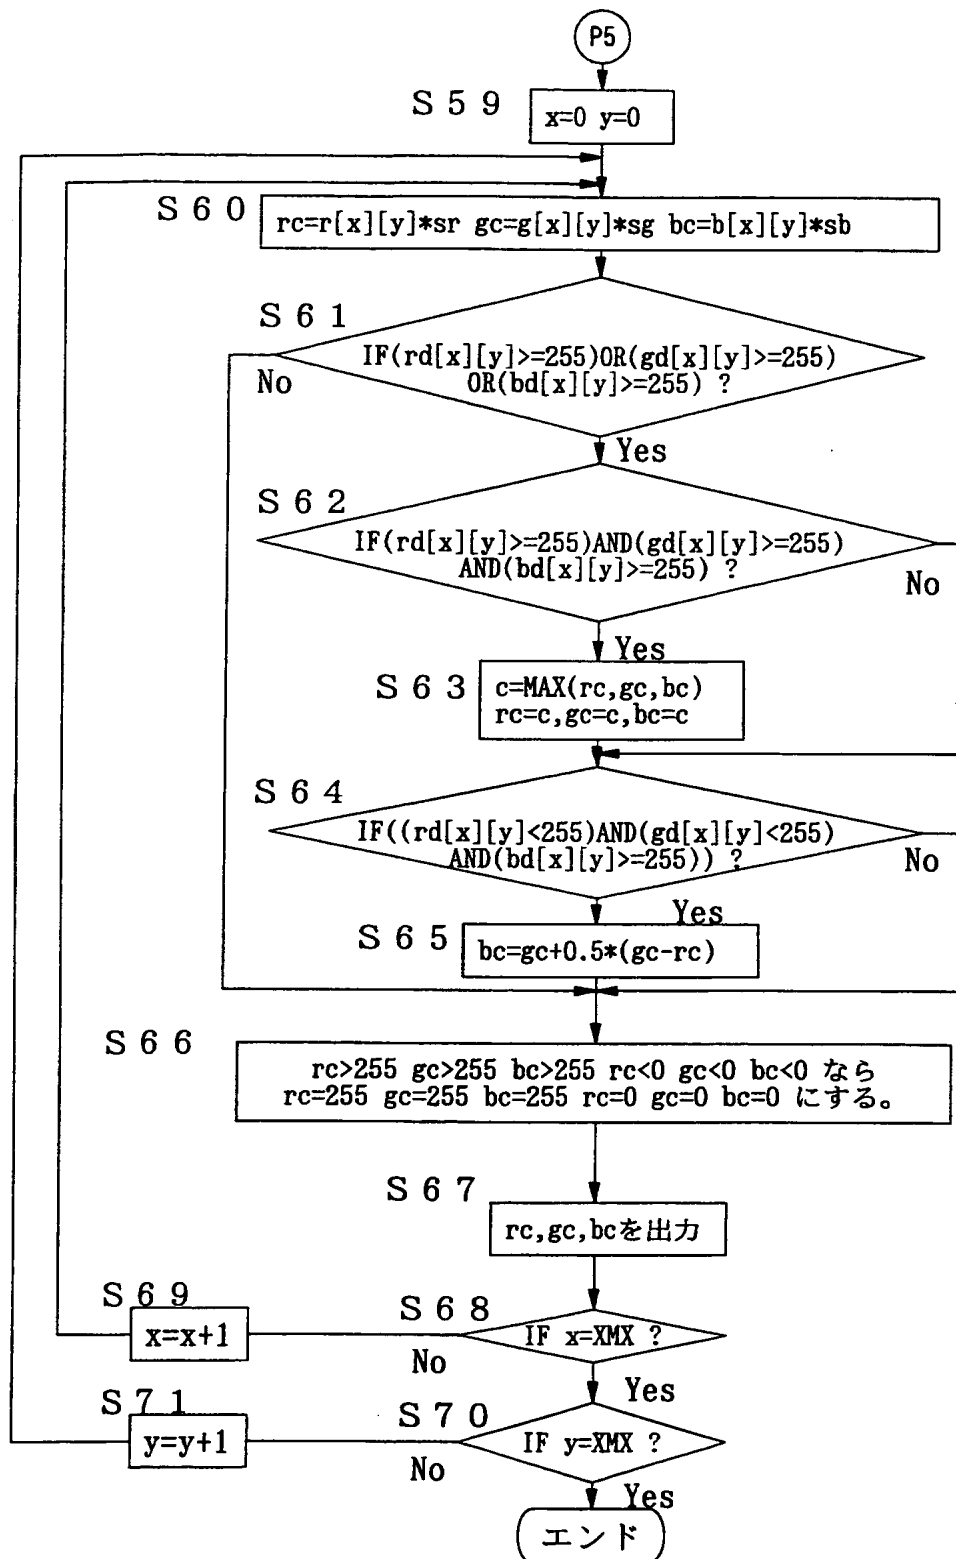 P5
S59
x=0 y=0
S60
rc=r[x][y]*sr gc=g[x][y]*sg bc=b[x][y]*sb
S61
IF(rd[x][y]>=255)OR(gd[x][y]>=255)
OR(bd[x][y]>=255) ?
No
Yes
S62
IF(rd[x][y]>=255)AND(gd[x][y]>=255)
AND(bd[x][y]>=255) ?
No
Yes
S63
c=MAX(rc,gc,bc)
rc=c,gc=c,bc=c
S64
IF((rd[x][y]<255)AND(gd[x][y]<255)
AND(bd[x][y]>=255)) ?
No
Yes
S65
bc=gc+0.5*(gc-rc)
S66
rc>255 gc>255 bc>255 rc<0 gc<0 bc<0 なら
rc=255 gc=255 bc=255 rc=0 gc=0 bc=0 にする。
S67
rc,gc,bcを出力
S69
x=x+1
S68
IF x=XMX ?
No
Yes
S71
y=y+1
S70
IF y=XMX ?
No
Yes
エンド